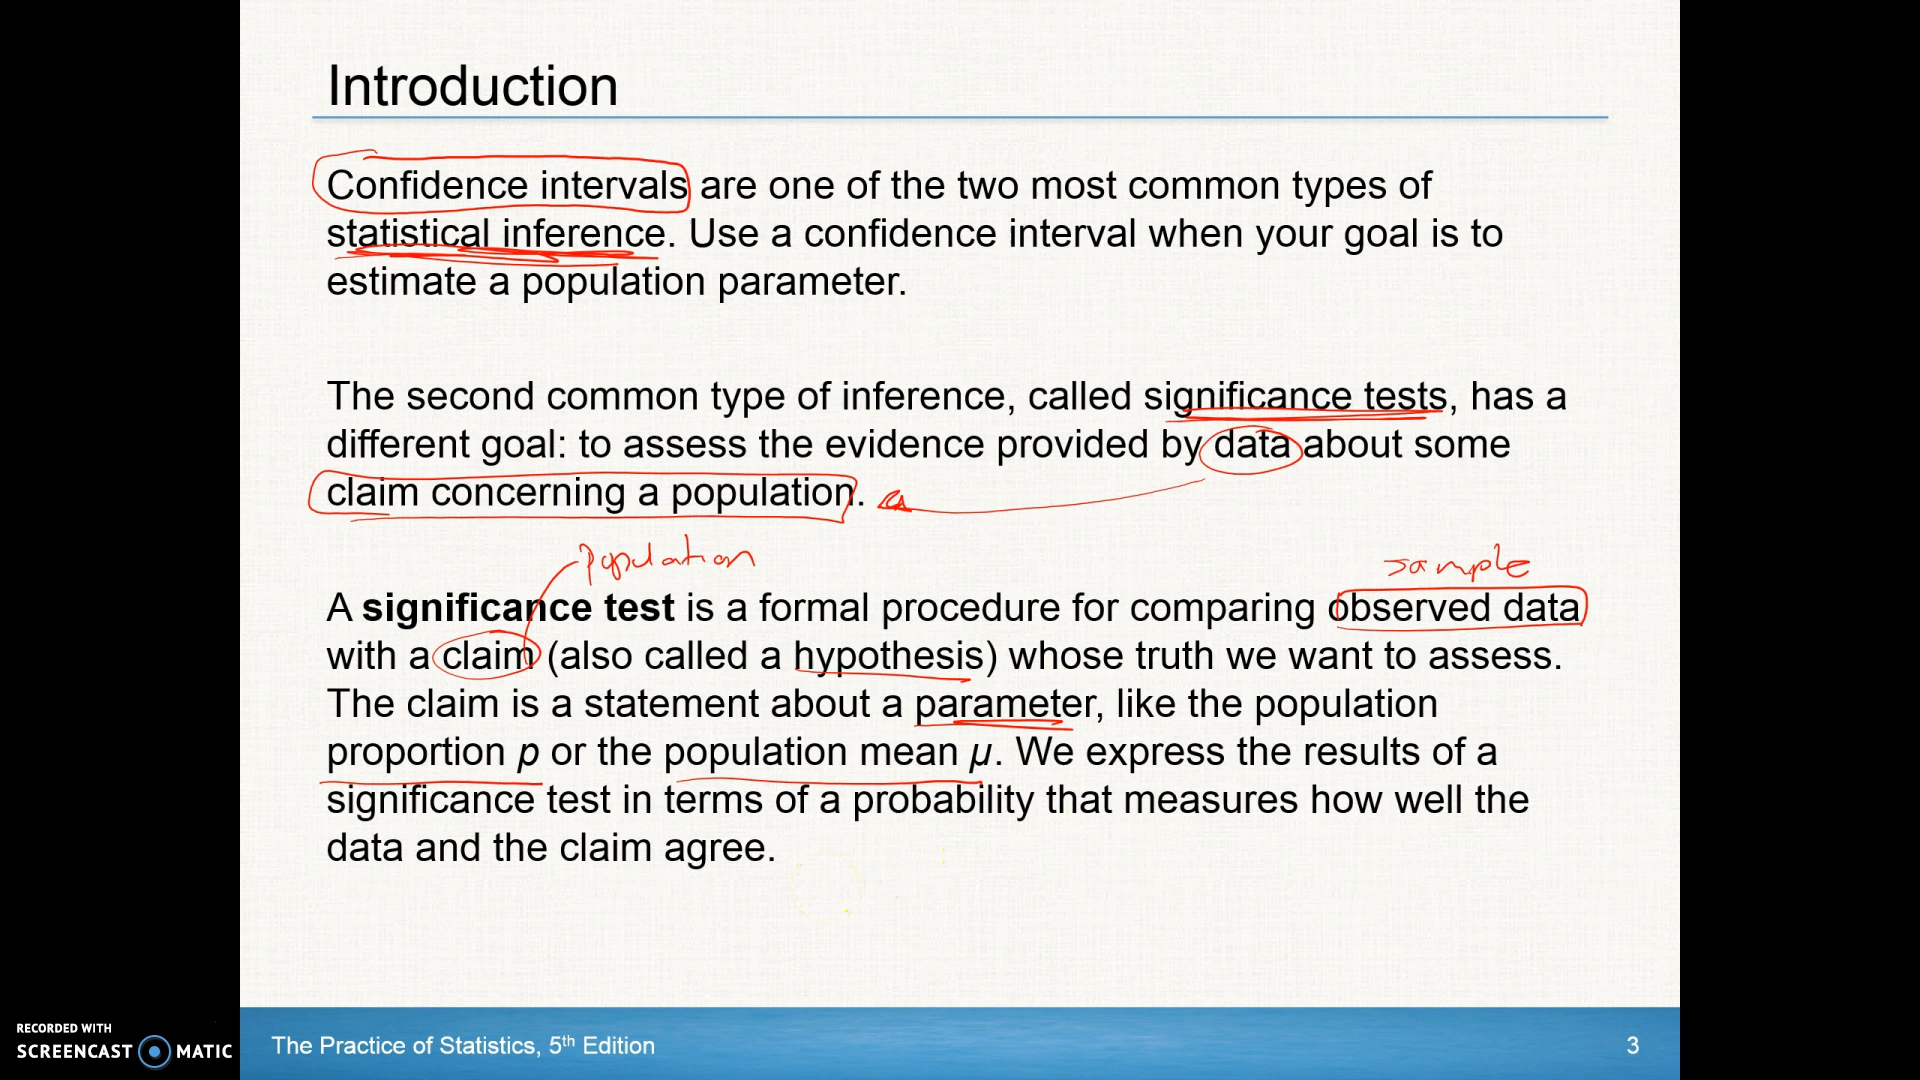 Introduction
Confidence intervals are one of the two most common types of
statistical inference. Use a confidence interval when your goal is to
estimate a population parameter.
The second common type of inference, called significance tests, has a
different goal: to assess the evidence provided by data about some
claim concerning a population.
population
sample
A significance test is a formal procedure for comparing observed data
with a claim (also called a hypothesis) whose truth we want to assess.
The claim is a statement about a parameter, like the population
proportion p or the population mean µ. We express the results of a
significance test in terms of a probability that measures how well the
data and the claim agree.
RECORDED WITH
SCREENCAST MATIC
The Practice of Statistics, 5th Edition
3